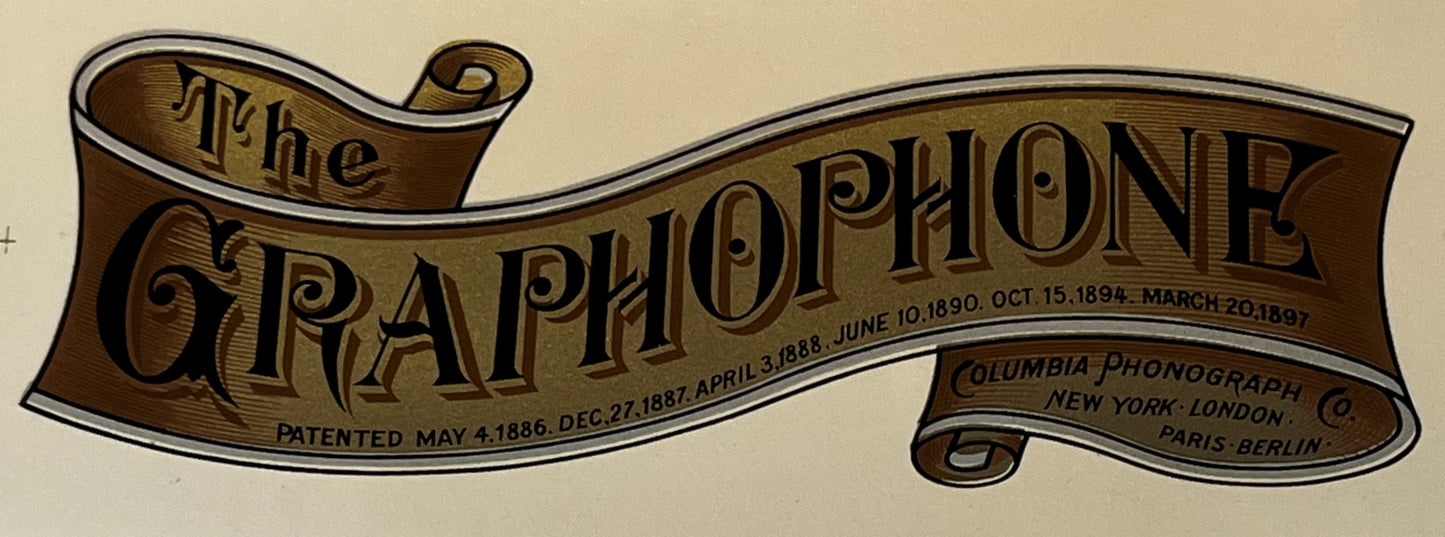 The
GRAPHOPHONE
PATENTED MAY 4.1886. DEC.27,1887. APRIL 3,1888. JUNE 10.1890. OCT. 15,1894. MARCH 20,1897
COLUMBIA PHONOGRAPH CO.
NEW YORK · LONDON ·
PARIS · BERLIN ·